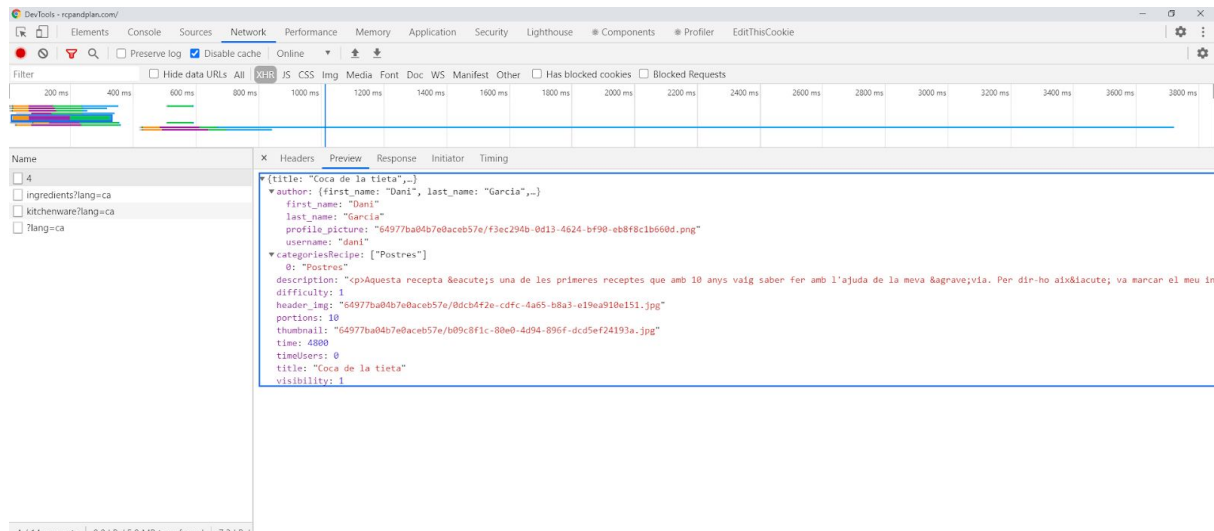 DevTools - rcpandplan.com/
Elements Console Sources Network Performance Memory Application Security Lighthouse Components Profiler EditThisCookie
Preserve log Disable cache Online
Filter Hide data URLs All XHR JS CSS Img Media Font Doc WS Manifest Other Has blocked cookies Blocked Requests
200 ms 400 ms 600 ms 800 ms 1000 ms 1200 ms 1400 ms 1600 ms 1800 ms 2000 ms 2200 ms 2400 ms 2600 ms 2800 ms 3000 ms 3200 ms 3400 ms 3600 ms 3800 ms
Name × Headers Preview Response Initiator Timing
4
ingredients?lang=ca
kitchenware?lang=ca
?lang=ca
{title: "Coca de la tieta",…}
author: {first_name: "Dani", last_name: "Garcia",…}
first_name: "Dani"
last_name: "Garcia"
profile_picture: "64977ba04b7e0aceb57e/f3ec294b-0d13-4624-bf90-eb8f8c1b660d.png"
username: "dani"
categoriesRecipe: ["Postres"]
0: "Postres"
description: "<p>Aquesta recepta &eacute;s una de les primeres receptes que amb 10 anys vaig saber fer amb l'ajuda de la meva &agrave;via. Per dir-ho aix&iacute; va marcar el meu in
difficulty: 1
header_img: "64977ba04b7e0aceb57e/0dcb4f2e-cdfc-4a65-b8a3-e19ea910e151.jpg"
portions: 10
thumbnail: "64977ba04b7e0aceb57e/b09c8f1c-80e0-4d94-896f-dcd5ef24193a.jpg"
time: 4800
timeUsers: 0
title: "Coca de la tieta"
visibility: 1